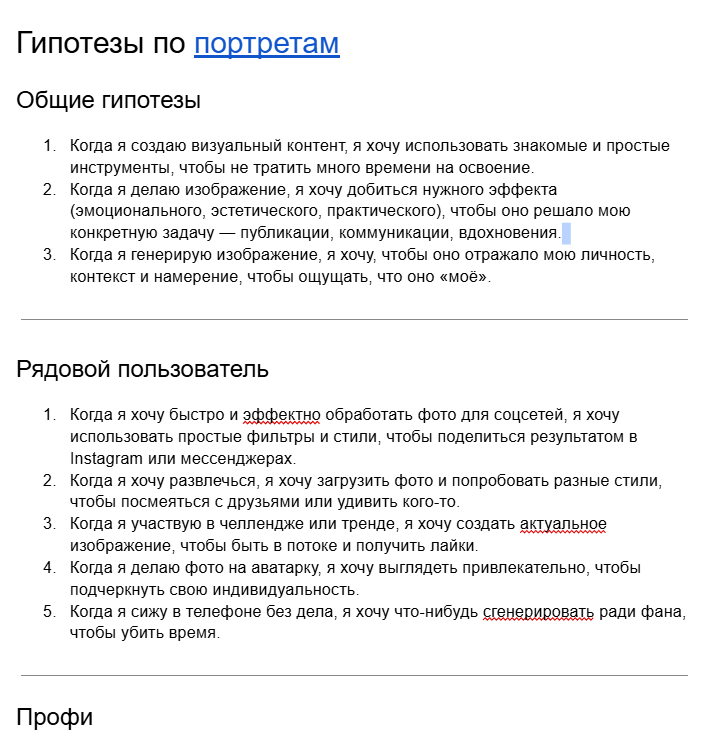 Гипотезы по портретам
Общие гипотезы
1. Когда я создаю визуальный контент, я хочу использовать знакомые и простые
инструменты, чтобы не тратить много времени на освоение.
2. Когда я делаю изображение, я хочу добиться нужного эффекта
(эмоционального, эстетического, практического), чтобы оно решало мою
конкретную задачу — публикации, коммуникации, вдохновения.
3. Когда я генерирую изображение, я хочу, чтобы оно отражало мою личность,
контекст и намерение, чтобы ощущать, что оно «моё».
Рядовой пользователь
1. Когда я хочу быстро и эффектно обработать фото для соцсетей, я хочу
использовать простые фильтры и стили, чтобы поделиться результатом в
Instagram или мессенджерах.
2. Когда я хочу развлечься, я хочу загрузить фото и попробовать разные стили,
чтобы посмеяться с друзьями или удивить кого-то.
3. Когда я участвую в челлендже или тренде, я хочу создать актуальное
изображение, чтобы быть в потоке и получить лайки.
4. Когда я делаю фото на аватарку, я хочу выглядеть привлекательно, чтобы
подчеркнуть свою индивидуальность.
5. Когда я сижу в телефоне без дела, я хочу что-нибудь сгенерировать ради фана,
чтобы убить время.
Профи